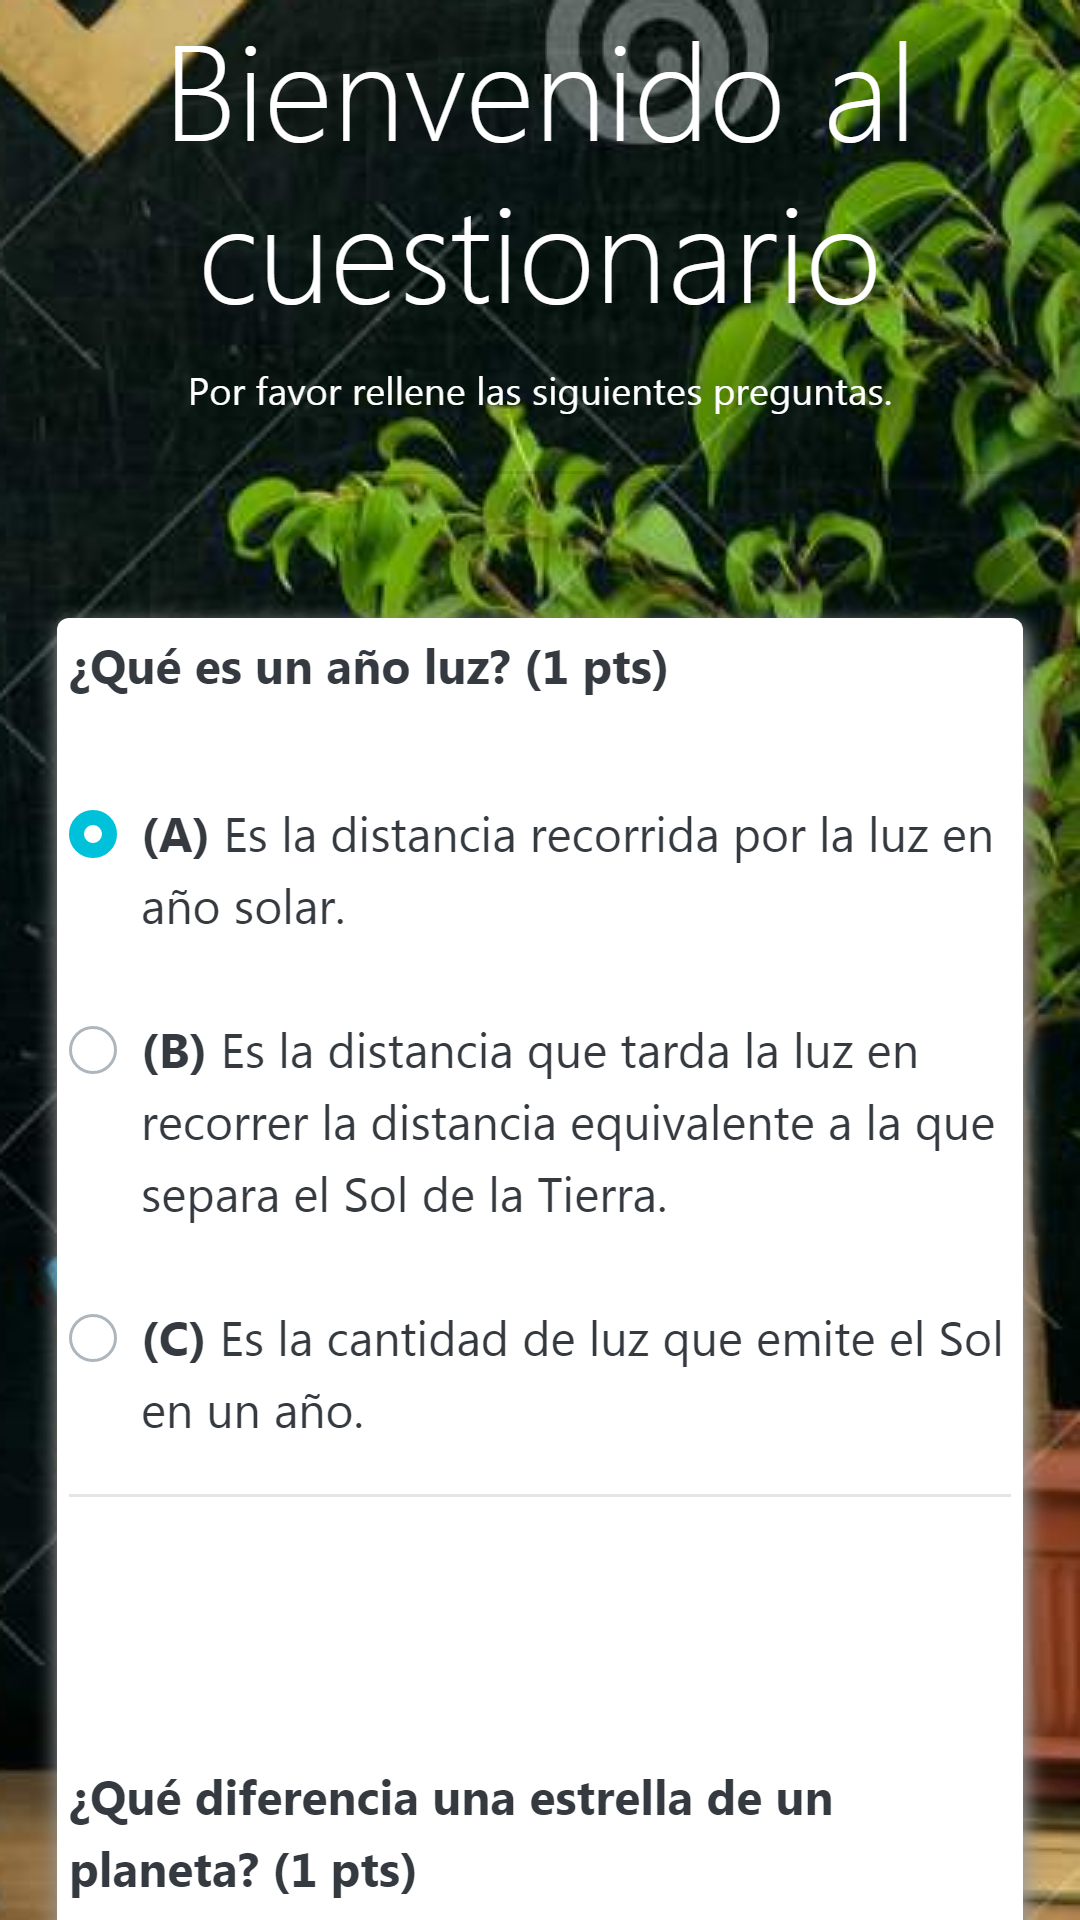 Bienvenido al
cuestionario
Por favor rellene las siguientes preguntas.
¿Qué es un año luz? (1 pts)
(A) Es la distancia recorrida por la luz en
año solar.
(B) Es la distancia que tarda la luz en
recorrer la distancia equivalente a la que
separa el Sol de la Tierra.
(C) Es la cantidad de luz que emite el Sol
en un año.
¿Qué diferencia una estrella de un
planeta? (1 pts)